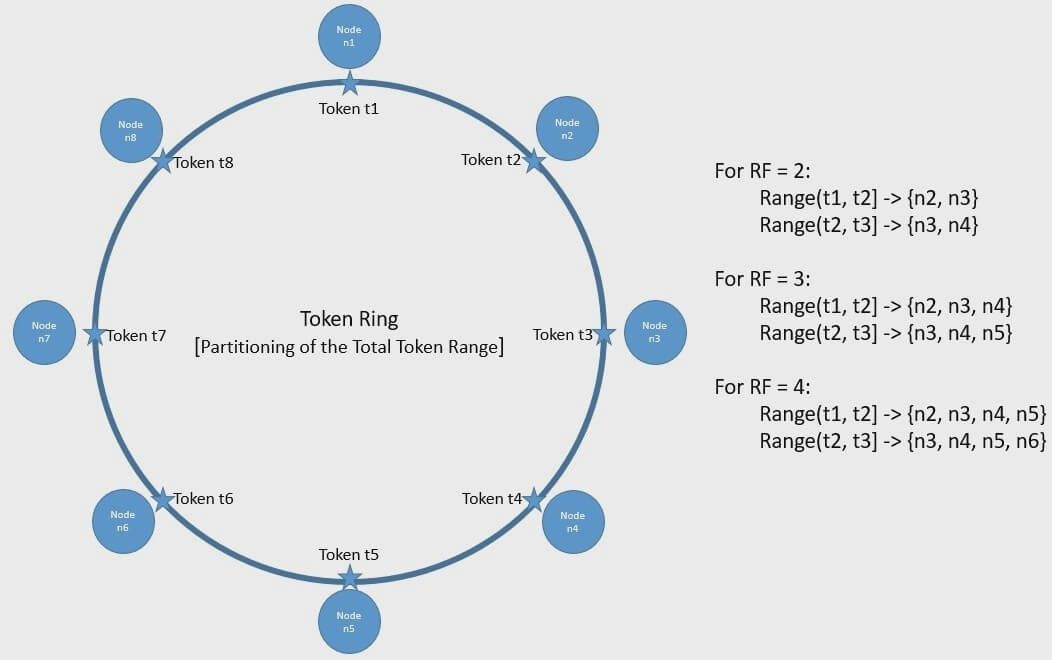 Node
n1
Token t1
Node
n8
Token t8
Node
n2
Token t2
Node
n7
Token t7
Token Ring
[Partitioning of the Total Token Range]
Token t3
Node
n3
Node
n6
Token t6
Token t4
Node
n4
Token t5
Node
n5
For RF = 2:
Range(t1, t2] -> {n2, n3}
Range(t2, t3] -> {n3, n4}
For RF = 3:
Range(t1, t2] -> {n2, n3, n4}
Range(t2, t3] -> {n3, n4, n5}
For RF = 4:
Range(t1, t2] -> {n2, n3, n4, n5}
Range(t2, t3] -> {n3, n4, n5, n6}